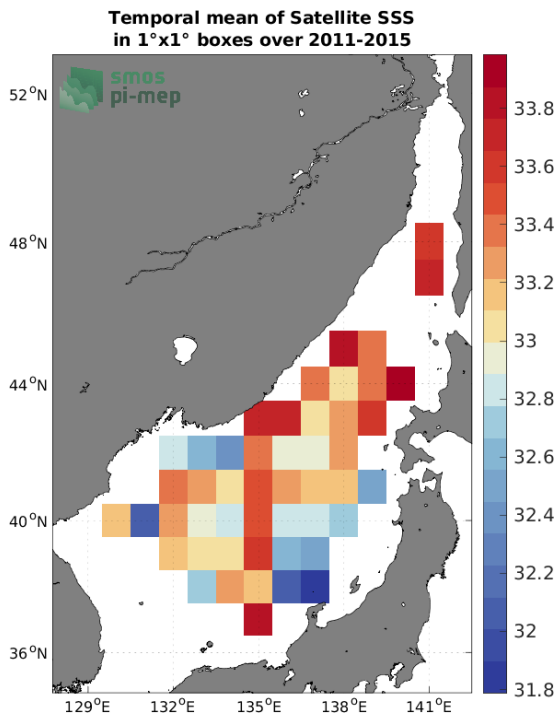 Temporal mean of Satellite SSS
in 1°x1° boxes over 2011-2015
smos
pi-mep
52°N
48°N
44°N
40°N
36°N
129°E 132°E 135°E 138°E 141°E
33.8
33.6
33.4
33.2
33
32.8
32.6
32.4
32.2
32
31.8